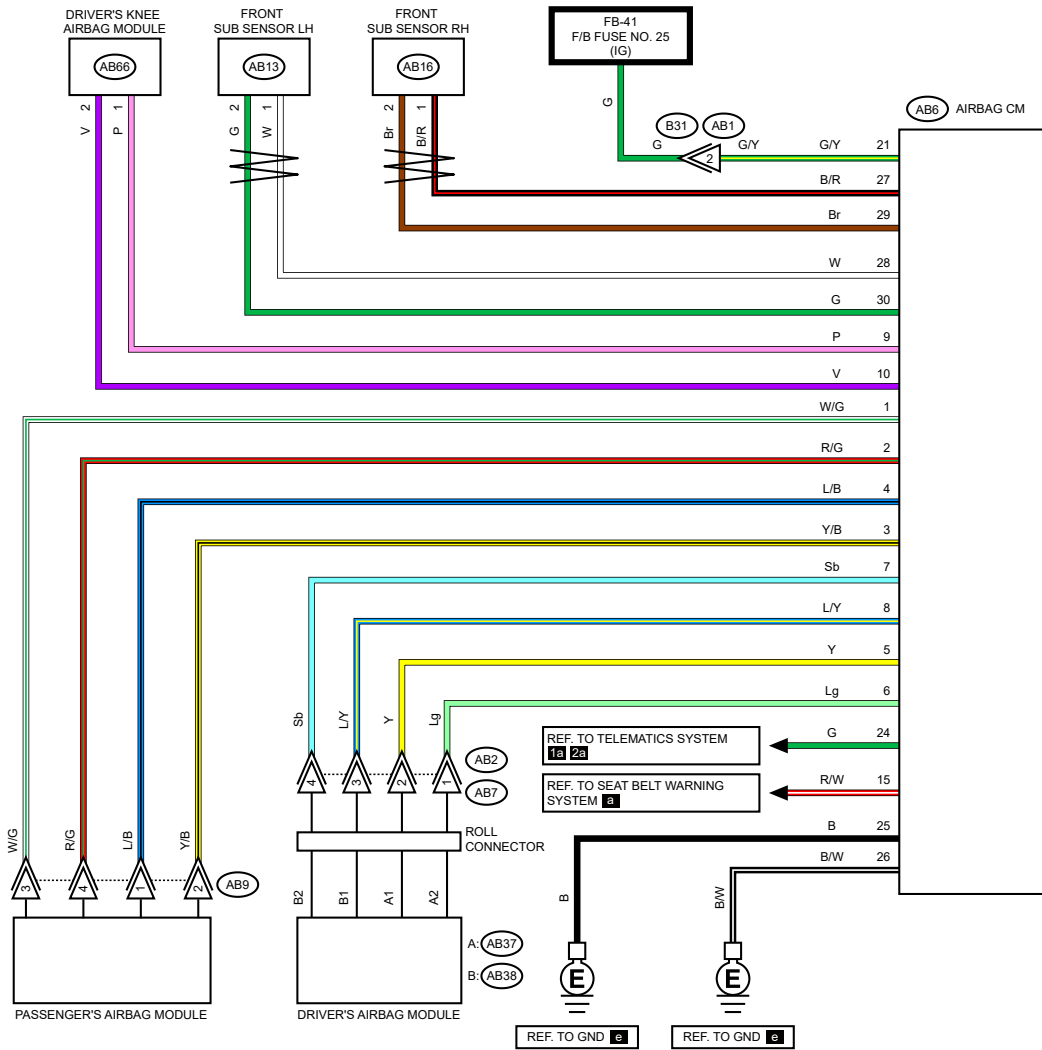 DRIVER'S KNEE
AIRBAG MODULE
FRONT
SUB SENSOR LH
FRONT
SUB SENSOR RH
FB-41
F/B FUSE NO. 25
(IG)
AB66
AB13
AB16
AB6 AIRBAG CM
2 1 2 1 2 1
V P G W Br B/R
G
B31 AB1
G 2 G/Y G/Y 21
B/R 27
Br 29
W 28
G 30
P 9
V 10
W/G 1
R/G 2
L/B 4
Y/B 3
Sb 7
L/Y 8
Y 5
Lg 6
Sb L/Y Y Lg
REF. TO TELEMATICS SYSTEM
1a 2a
G 24
REF. TO SEAT BELT WARNING
SYSTEM a
R/W 15
AB2
4 3 2 1
AB7
B 25
B/W 26
ROLL
CONNECTOR
W/G R/G L/B Y/B
3 4 1 2 AB9
B2 B1 A1 A2
B B/W
A: AB37
B: AB38
E E
PASSENGER'S AIRBAG MODULE
DRIVER'S AIRBAG MODULE
REF. TO GND e
REF. TO GND e